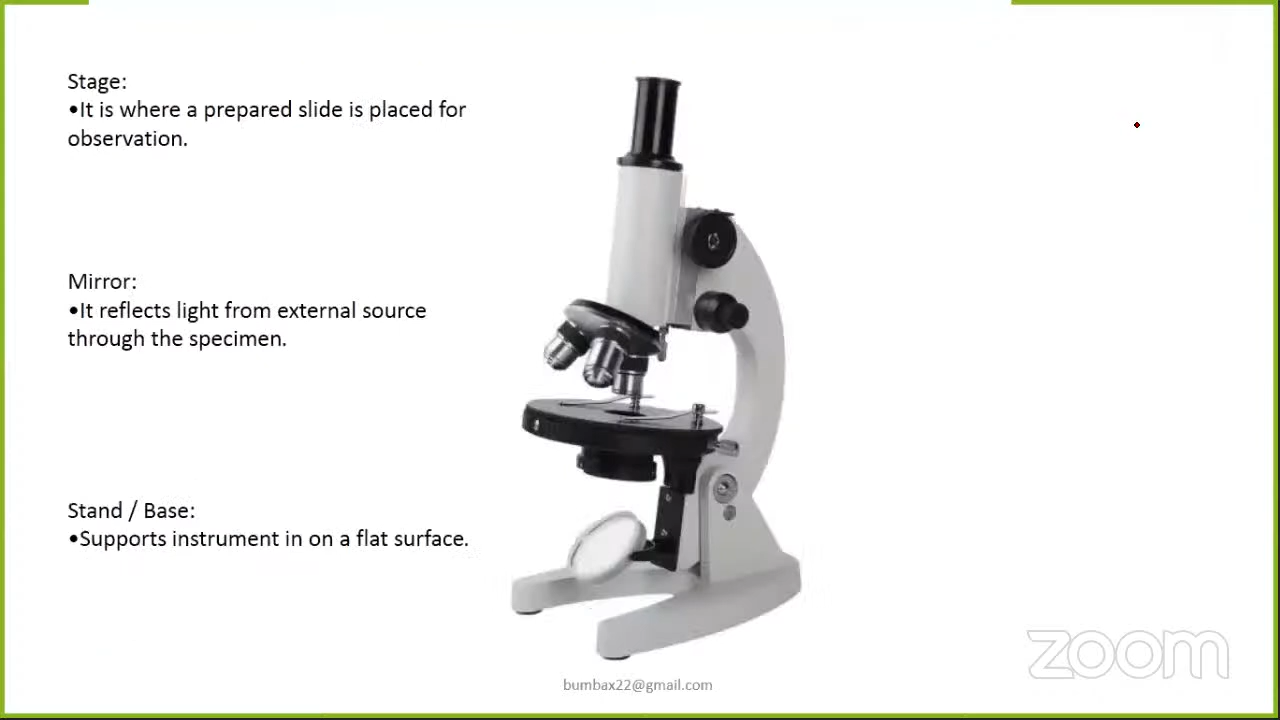 Stage:
•It is where a prepared slide is placed for
observation.
Mirror:
•It reflects light from external source
through the specimen.
Stand / Base:
•Supports instrument in on a flat surface.
bumbax22@gmail.com
zoom